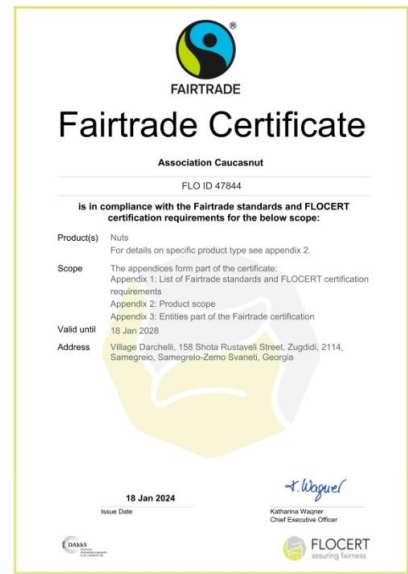 FAIRTRADE
Fairtrade Certificate
Association Caucasnut
FLO ID 47844
is in compliance with the Fairtrade standards and FLOCERT
certification requirements for the below scope:
Product(s) Nuts
For details on specific product type see appendix 2.
Scope The appendices form part of the certificate:
Appendix 1: List of Fairtrade standards and FLOCERT certification
requirements
Appendix 2: Product scope
Appendix 3: Entities part of the Fairtrade certification
Valid until 18 Jan 2028
Address Village Darchelli, 158 Shota Rustaveli Street, Zugdidi, 2114,
Samegreio, Samegrelo-Zemo Svaneti, Georgia
K. Wagner
18 Jan 2024
Issue Date
Katharina Wagner
Chief Executive Officer
DAkkS
FLOCERT
assuring fairness